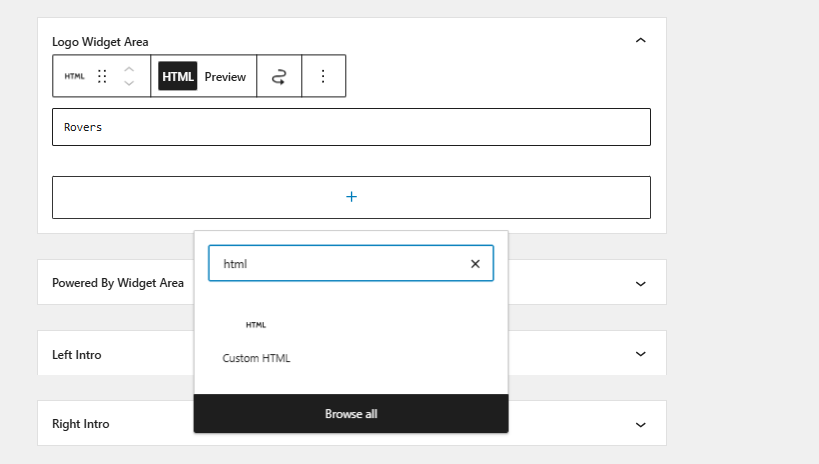 Logo Widget Area
HTML HTML Preview
Rovers
html
Powered By Widget Area
HTML
Left Intro
Custom HTML
Browse all
Right Intro